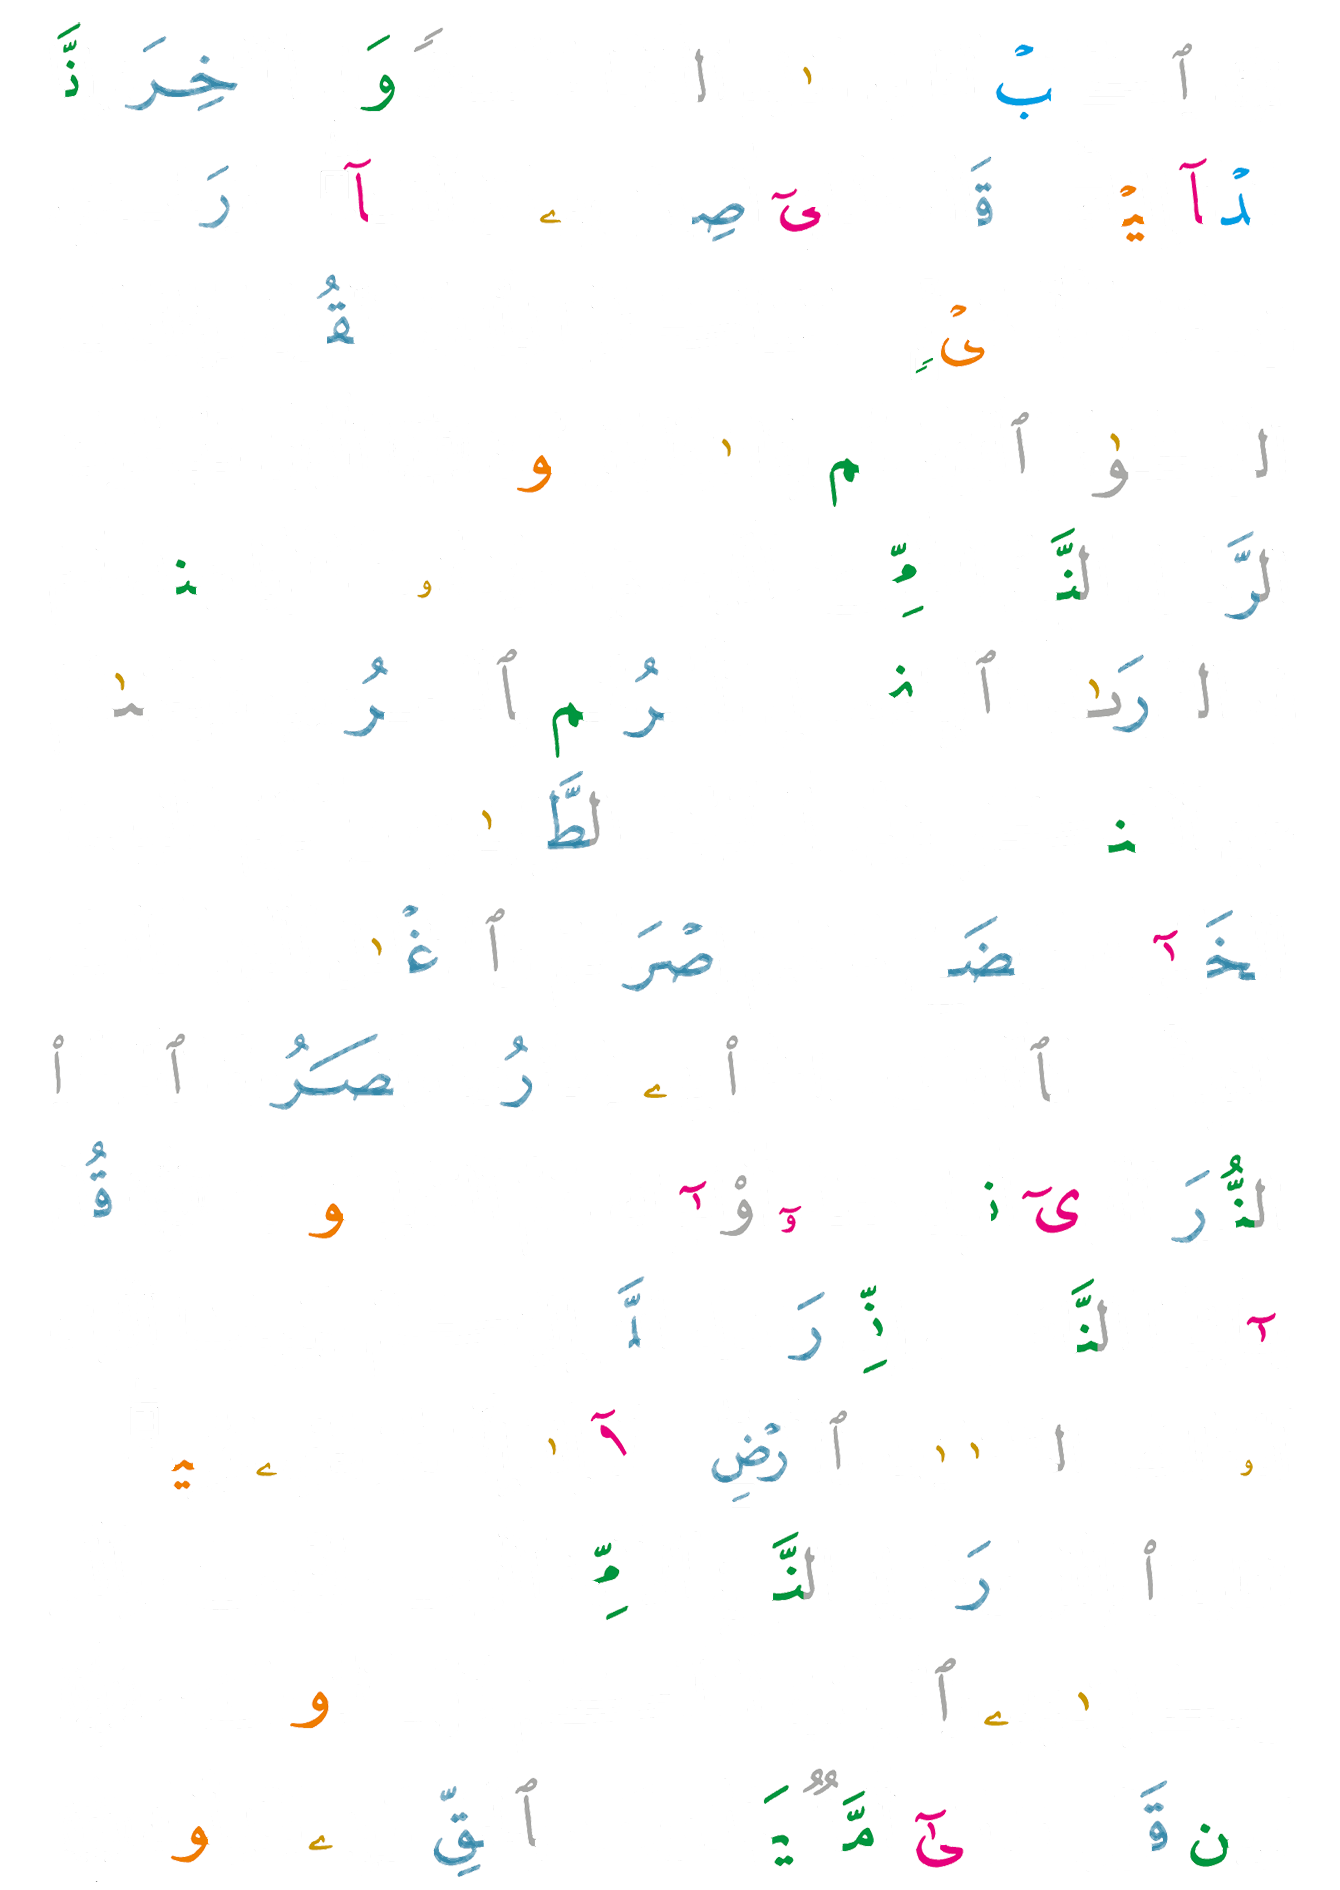 ٱ بْ ٰ ا ً وَ خِرَ ذَّ
دْ آ يْ قَ ىٓ صِ ۦ آ رَ
ىْ ٍ قُ
ا وٰ ٱ م ٰ و
لرَّ لنَّ مِّ ۥ ن
ا رَ دٰ ٱ ن رُ م ٱ رُ ىٰ
ن لطَّ ٰ
خَ ٰٓ ضَ صْرَ ٱ غْ ٰ
ٱ ا۟ ۦ رُ صَرُ ٱ ا۟
لنُّ رَ ىٓ ن ۥٓ و۟ ٰٓ و قُ
ٰٓ لنَّ نِّ رَ لَّ
ۥ ا ٰ ٰ ٱ رْضِ ٰٓ ٰ ۦ ي
ا۟ رَ لنَّ مِّ
ٰ ۦ ٱ و
ن قَ ىٰٓ مَّ ٌ يَ ٱ قِّ ۦ و